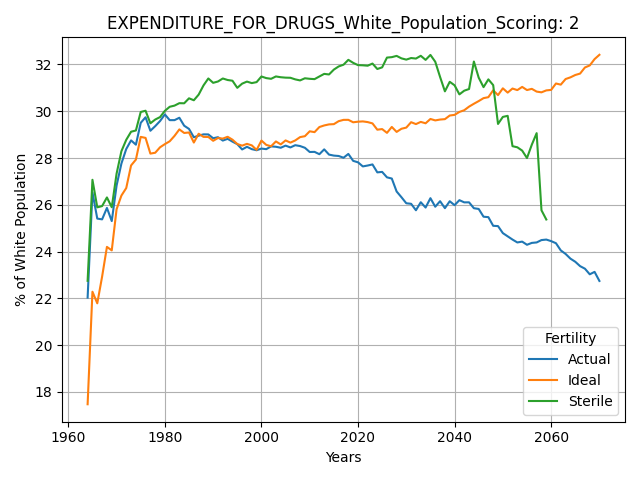 EXPENDITURE_FOR_DRUGS_White_Population_Scoring: 2
% of White Population
32
30
28
26
24
22
20
18
1960
1980
2000
2020
2040
2060
Years
Fertility
Actual
Ideal
Sterile